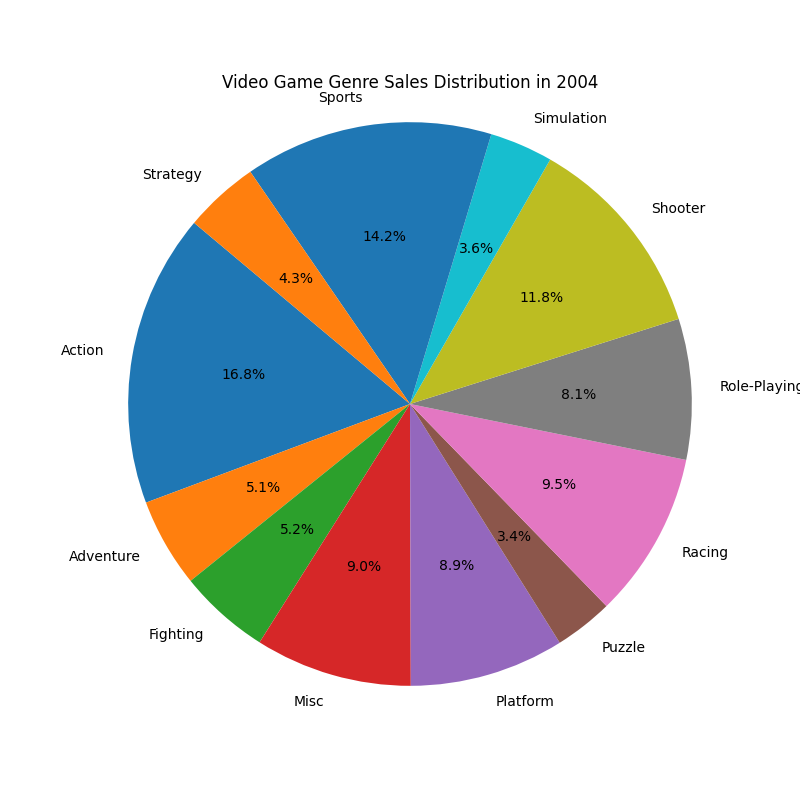 Video Game Genre Sales Distribution in 2004
Sports
Simulation
Strategy
Shooter
14.2%
3.6%
4.3%
11.8%
Action
16.8%
8.1%
Role-Playing
5.1%
9.5%
5.2%
3.4%
Adventure
Racing
9.0%
8.9%
Fighting
Puzzle
Misc
Platform